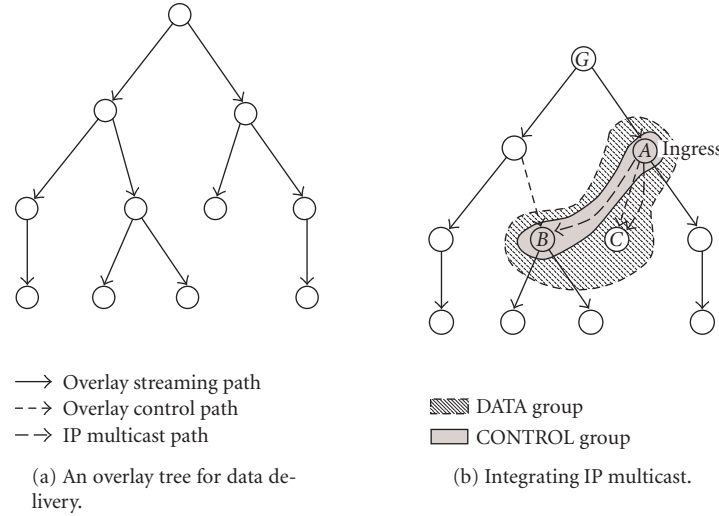 G
A Ingress
B
C
Overlay streaming path
Overlay control path
IP multicast path
DATA group
CONTROL group
(a) An overlay tree for data de-
livery.
(b) Integrating IP multicast.